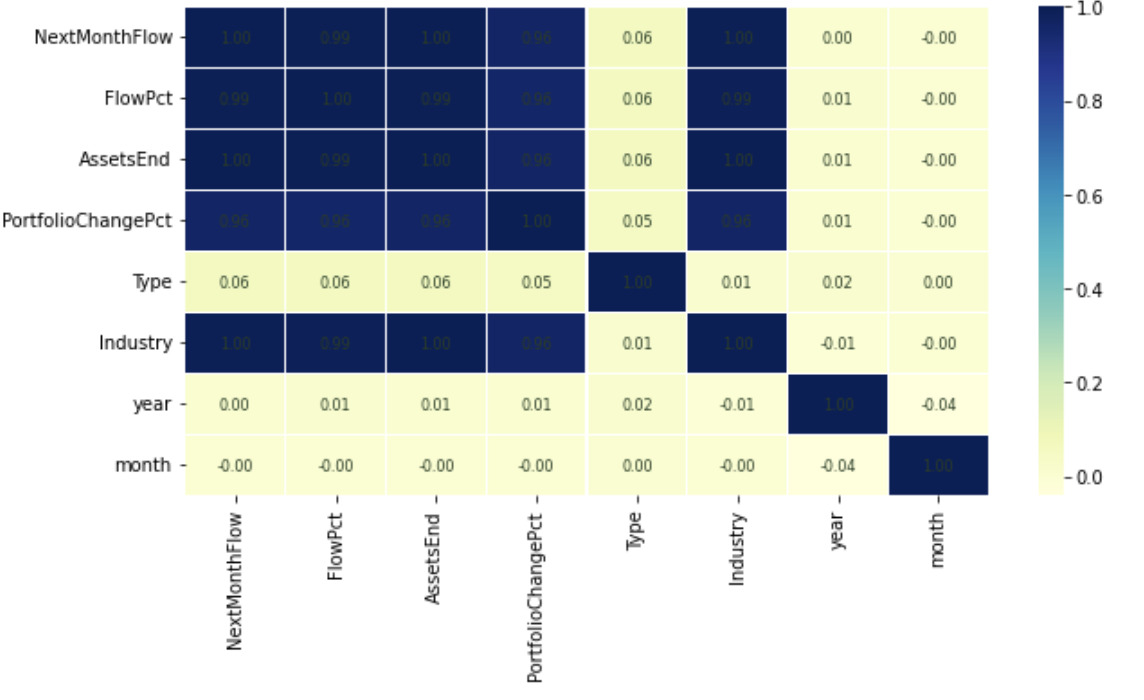 NextMonthFlow 1.00 0.99 1.00 0.96 0.06 1.00 0.00 -0.00
FlowPct 0.99 1.00 0.99 0.96 0.06 0.99 0.01 -0.00
AssetsEnd 1.00 0.99 1.00 0.96 0.06 1.00 0.01 -0.00
PortfolioChangePct 0.96 0.96 0.96 1.00 0.05 0.96 0.01 -0.00
Type 0.06 0.06 0.06 0.05 1.00 0.01 0.02 0.00
Industry 1.00 0.99 1.00 0.96 0.01 1.00 -0.01 -0.00
year 0.00 0.01 0.01 0.01 0.02 -0.01 1.00 -0.04
month -0.00 -0.00 -0.00 -0.00 0.00 -0.00 -0.04 1.00
NextMonthFlow
FlowPct
AssetsEnd
PortfolioChangePct
Type
Industry
year
month
1.0
0.8
0.6
0.4
0.2
0.0